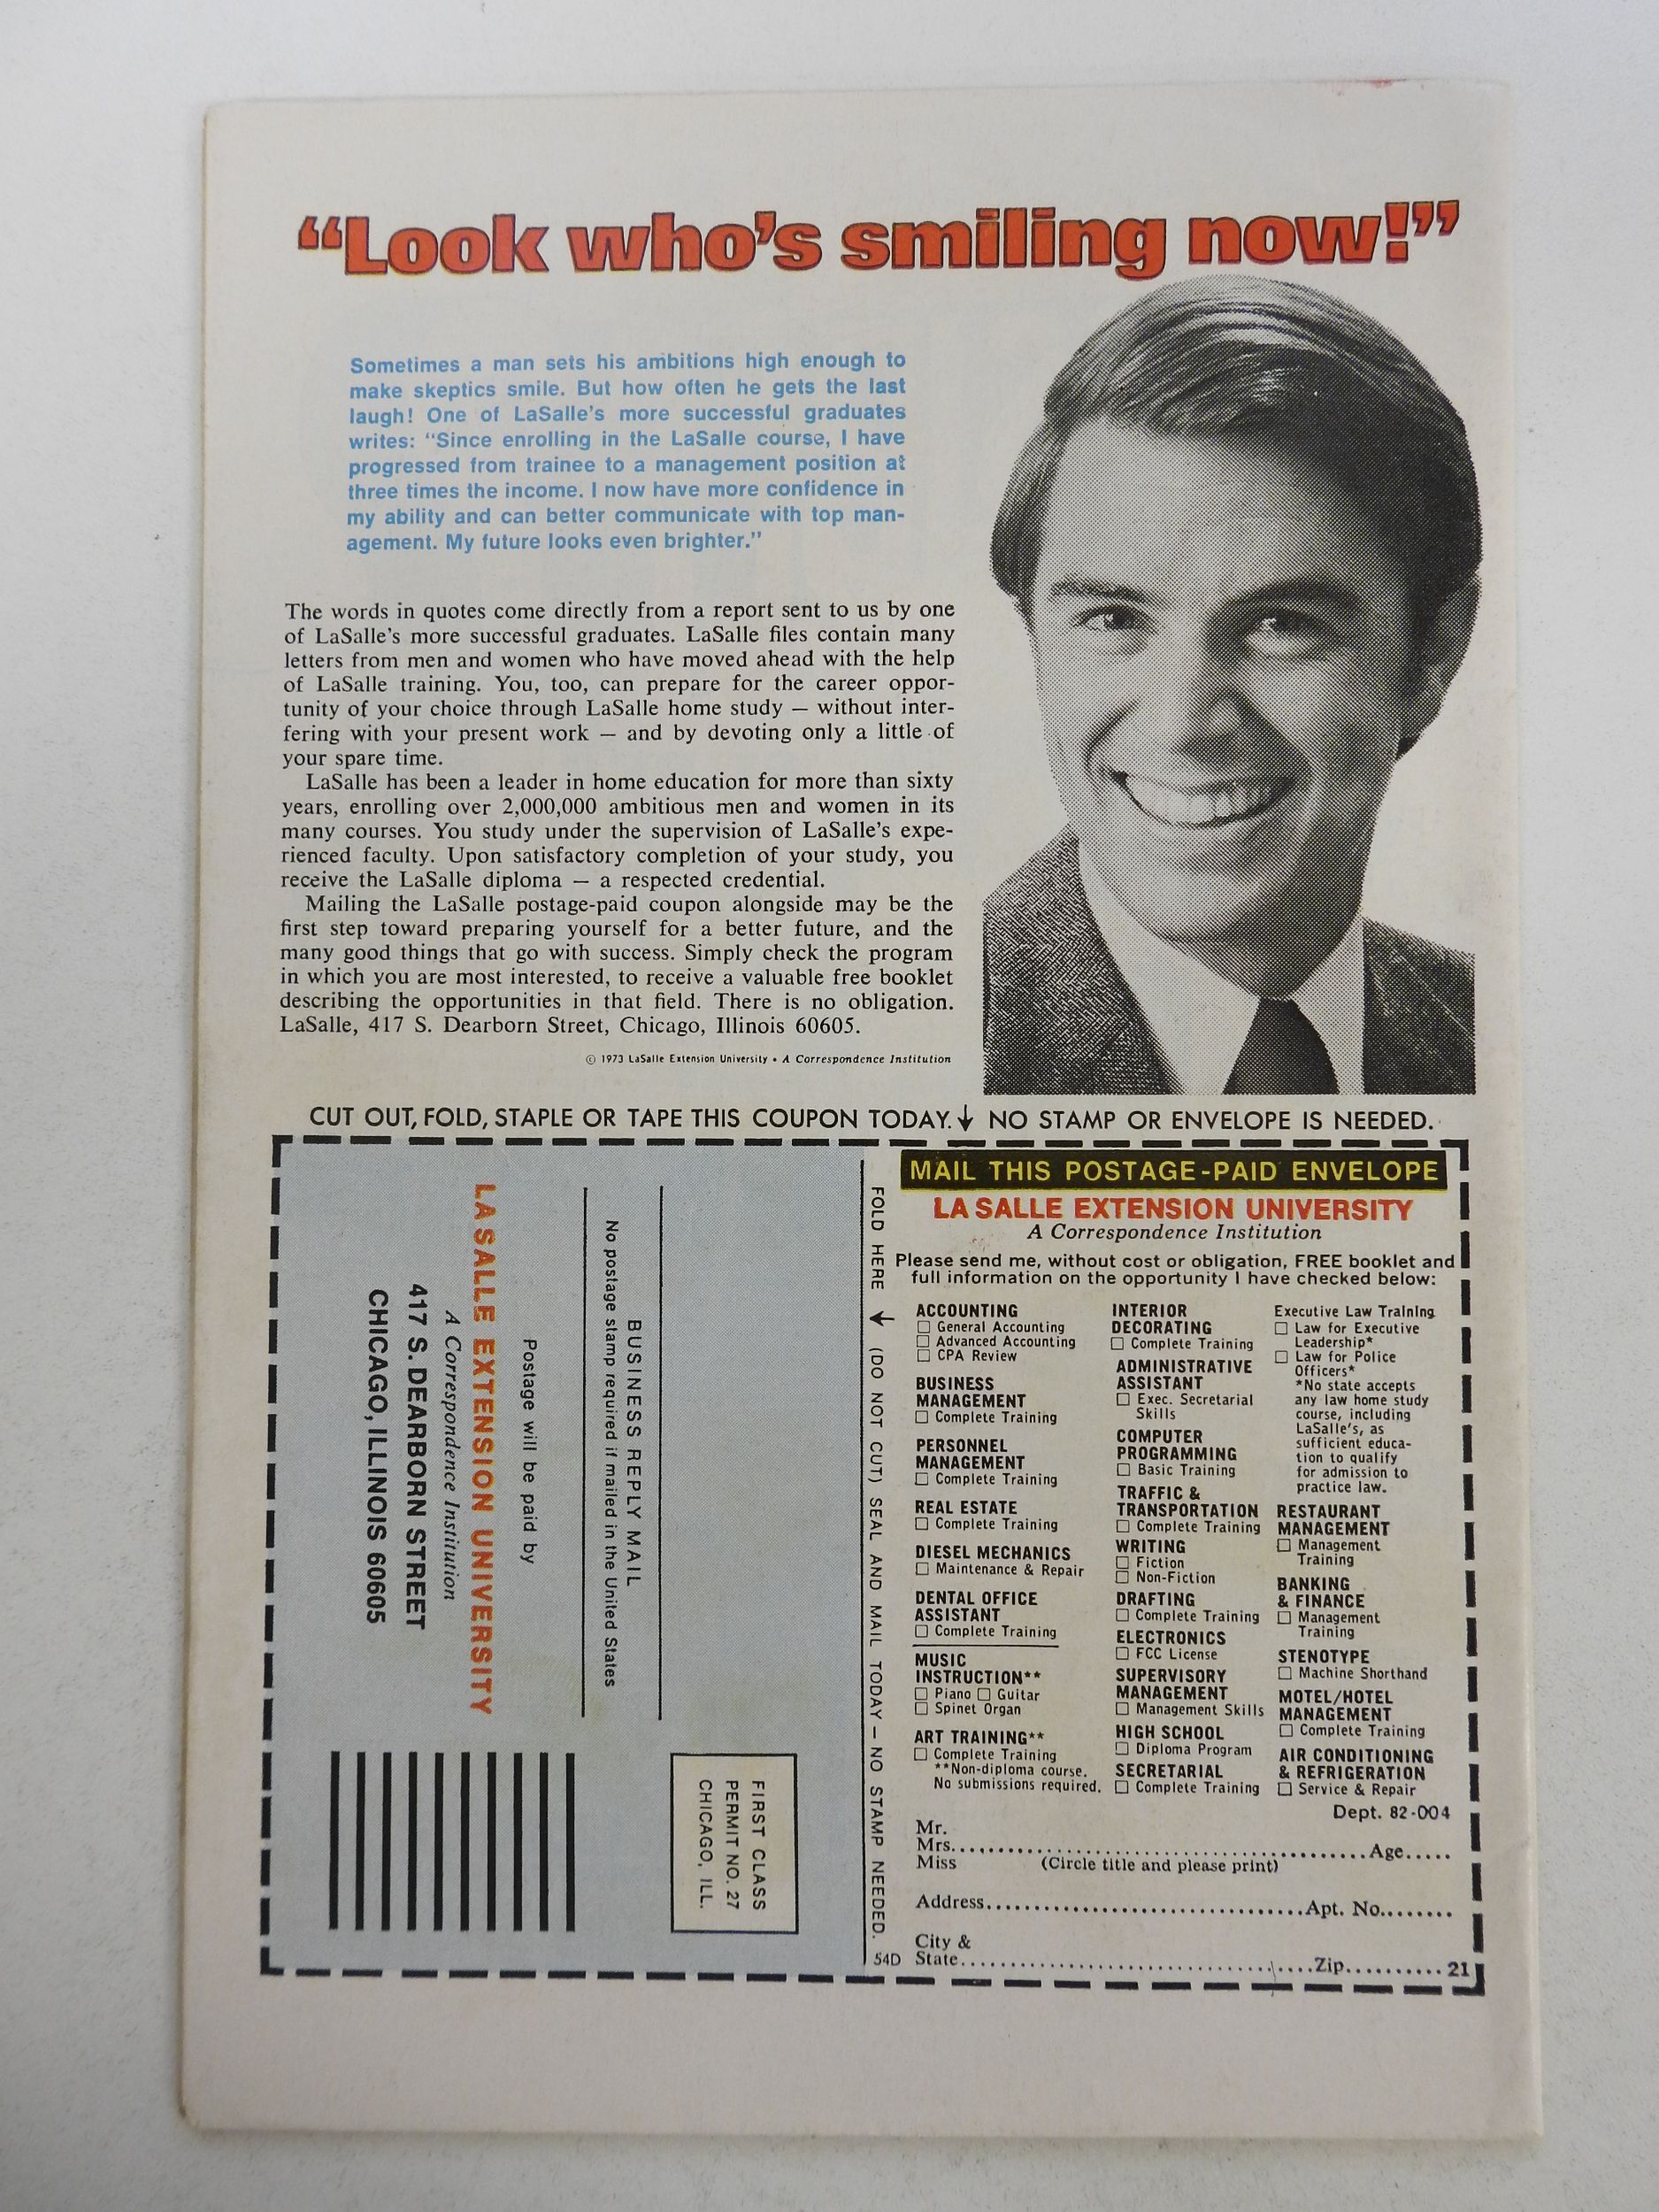 “Look who’s smiling now!”
Sometimes a man sets his ambitions high enough to
make skeptics smile. But how often he gets the last
laugh! One of LaSalle’s more successful graduates
writes: “Since enrolling in the LaSalle course, I have
progressed from trainee to a management position at
three times the income. I now have more confidence in
my ability and can better communicate with top man-
agement. My future looks even brighter.”
The words in quotes come directly from a report sent to us by one
of LaSalle’s more successful graduates. LaSalle files contain many
letters from men and women who have moved ahead with the help
of LaSalle training. You, too, can prepare for the career oppor-
tunity of your choice through LaSalle home study — without inter-
fering with your present work — and by devoting only a little of
your spare time.
LaSalle has been a leader in home education for more than sixty
years, enrolling over 2,000,000 ambitious men and women in its
many courses. You study under the supervision of LaSalle’s expe-
rienced faculty. Upon satisfactory completion of your study, you
receive the LaSalle diploma — a respected credential.
Mailing the LaSalle postage-paid coupon alongside may be the
first step toward preparing yourself for a better future, and the
many good things that go with success. Simply check the program
in which you are most interested, to receive a valuable free booklet
describing the opportunities in that field. There is no obligation.
LaSalle, 417 S. Dearborn Street, Chicago, Illinois 60605.
© 1973 LaSalle Extension University • A Correspondence Institution
CUT OUT, FOLD, STAPLE OR TAPE THIS COUPON TODAY. ↓ NO STAMP OR ENVELOPE IS NEEDED.
FIRST CLASS
PERMIT NO. 27
CHICAGO, ILL.
BUSINESS REPLY MAIL
No postage stamp required if mailed in the United States
Postage will be paid by
LA SALLE EXTENSION UNIVERSITY
A Correspondence Institution
417 S. DEARBORN STREET
CHICAGO, ILLINOIS 60605
FOLD HERE ↓ (DO NOT CUT) SEAL AND MAIL TODAY — NO STAMP NEEDED.
54D
MAIL THIS POSTAGE-PAID ENVELOPE
LA SALLE EXTENSION UNIVERSITY
A Correspondence Institution
Please send me, without cost or obligation, FREE booklet and
full information on the opportunity I have checked below:
ACCOUNTING
☐ General Accounting
☐ Advanced Accounting
☐ CPA Review
BUSINESS
MANAGEMENT
☐ Complete Training
PERSONNEL
MANAGEMENT
☐ Complete Training
REAL ESTATE
☐ Complete Training
DIESEL MECHANICS
☐ Maintenance & Repair
DENTAL OFFICE
ASSISTANT
☐ Complete Training
MUSIC
INSTRUCTION**
☐ Piano ☐ Guitar
☐ Spinet Organ
ART TRAINING**
☐ Complete Training
**Non-diploma course.
No submissions required.
INTERIOR
DECORATING
☐ Complete Training
ADMINISTRATIVE
ASSISTANT
☐ Exec. Secretarial
Skills
COMPUTER
PROGRAMMING
☐ Basic Training
TRAFFIC &
TRANSPORTATION
☐ Complete Training
WRITING
☐ Fiction
☐ Non-Fiction
DRAFTING
☐ Complete Training
ELECTRONICS
☐ FCC License
SUPERVISORY
MANAGEMENT
☐ Management Skills
HIGH SCHOOL
☐ Diploma Program
SECRETARIAL
☐ Complete Training
Executive Law Training
☐ Law for Executive
Leadership*
☐ Law for Police
Officers*
*No state accepts
any law home study
course, including
LaSalle’s, as
sufficient educa-
tion to qualify
for admission to
practice law.
RESTAURANT
MANAGEMENT
☐ Management
Training
BANKING
& FINANCE
☐ Management
Training
STENOTYPE
☐ Machine Shorthand
MOTEL/HOTEL
MANAGEMENT
☐ Complete Training
AIR CONDITIONING
& REFRIGERATION
☐ Service & Repair
Dept. 82-004
Mr.
Mrs. Age
Miss (Circle title and please print)
Address Apt. No.
City &
State Zip 21